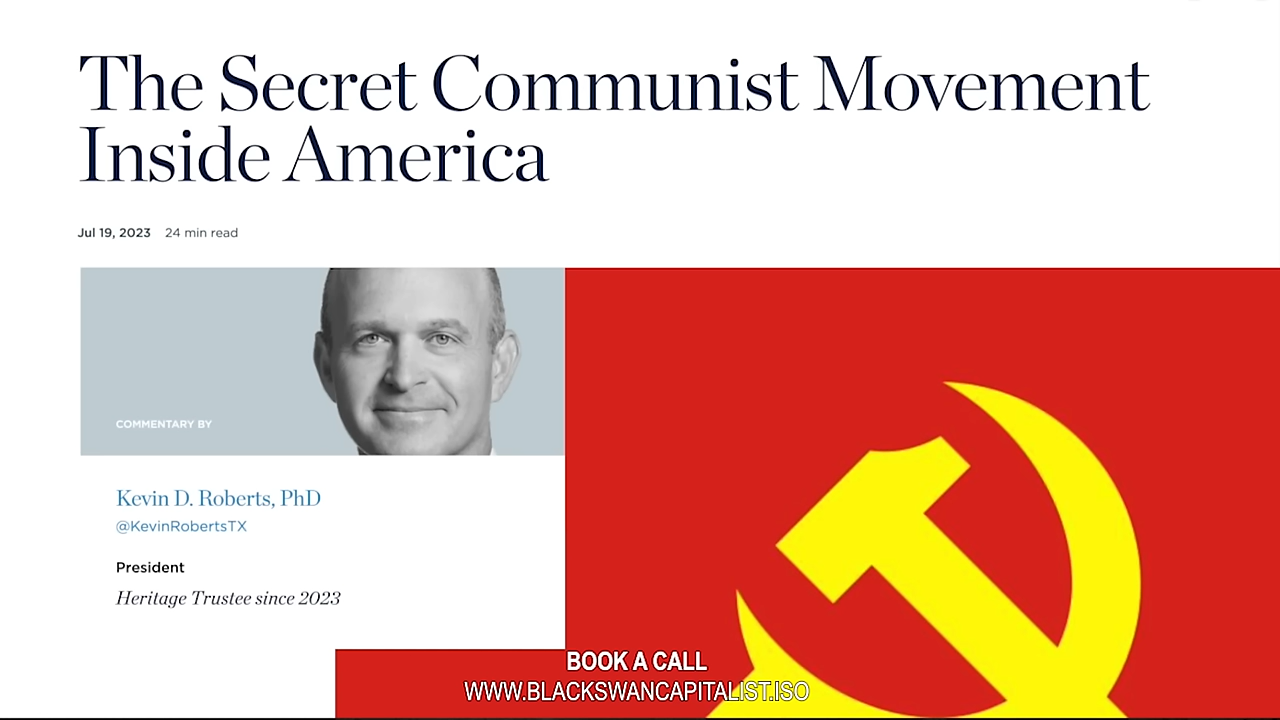 The Secret Communist Movement
Inside America
Jul 19, 2023 24 min read
COMMENTARY BY
Kevin D. Roberts, PhD
@KevinRobertsTX
President
Heritage Trustee since 2023
BOOK A CALL
WWW.BLACKSWANCAPITALIST.ISO